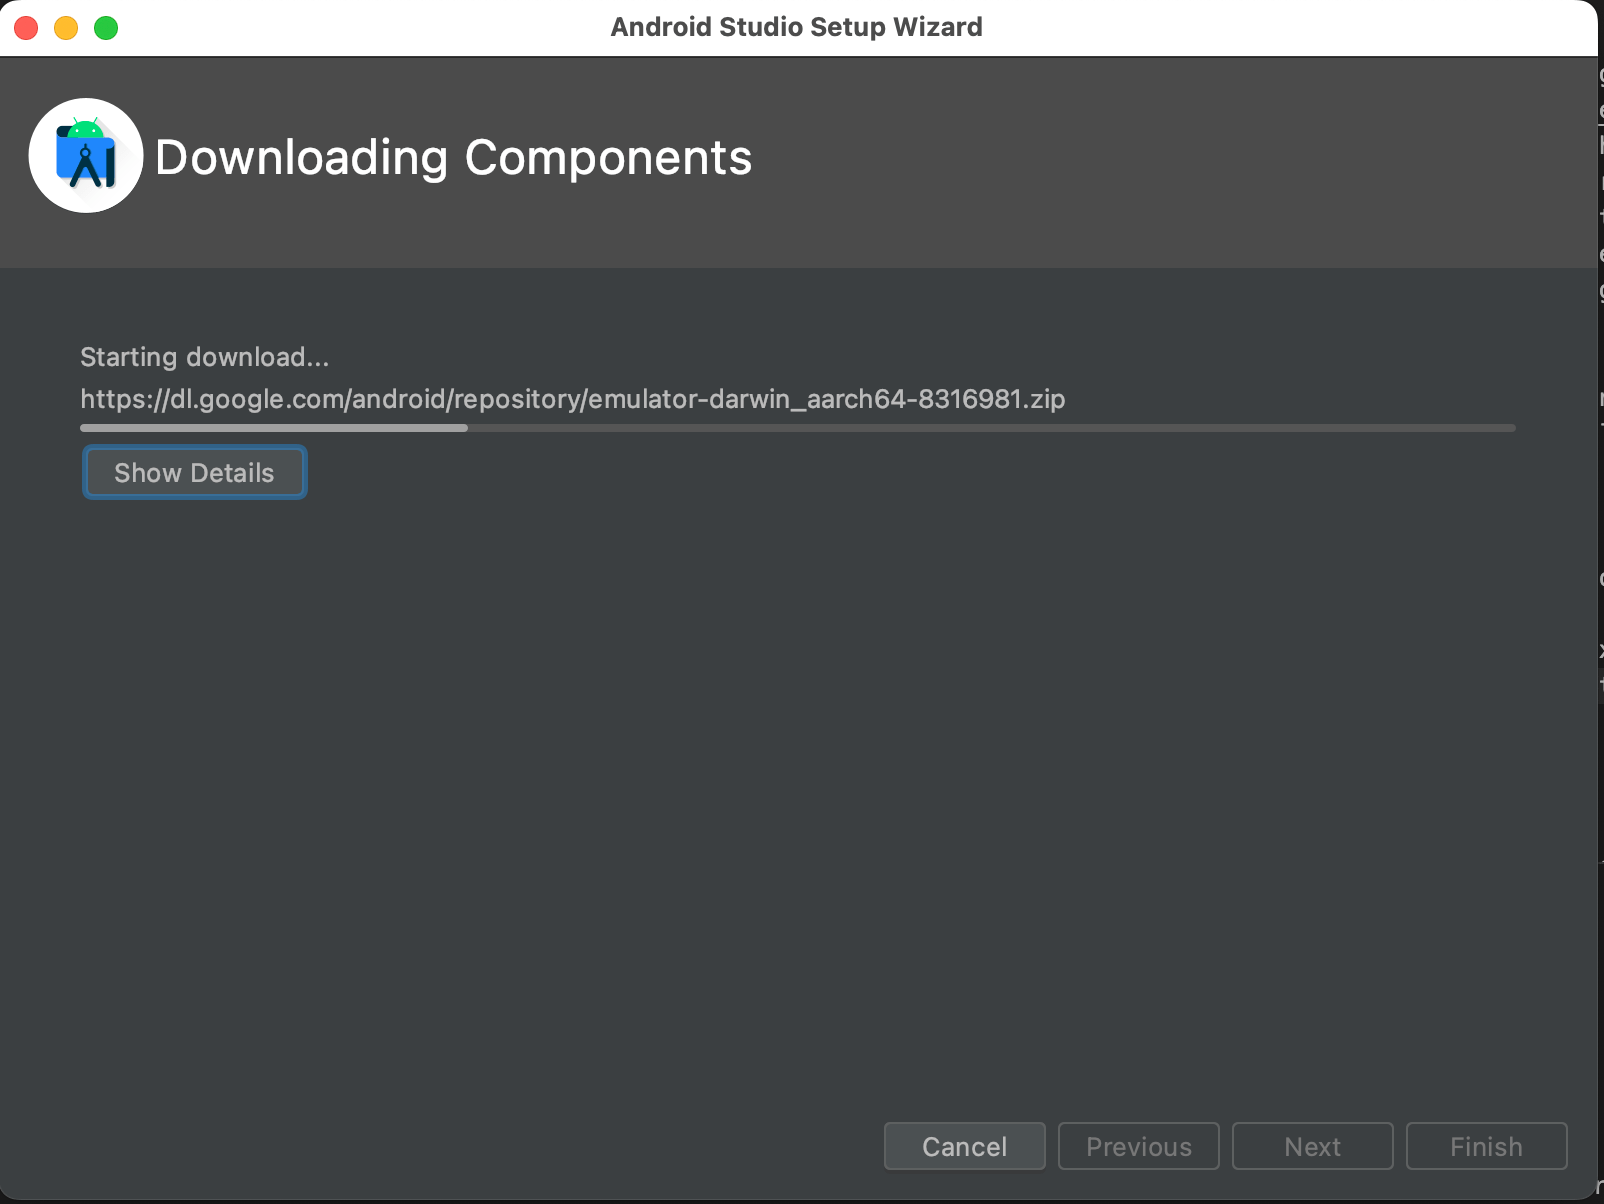 Android Studio Setup Wizard
Downloading Components
Starting download...
https://dl.google.com/android/repository/emulator-darwin_aarch64-8316981.zip
Show Details
Cancel Previous Next Finish